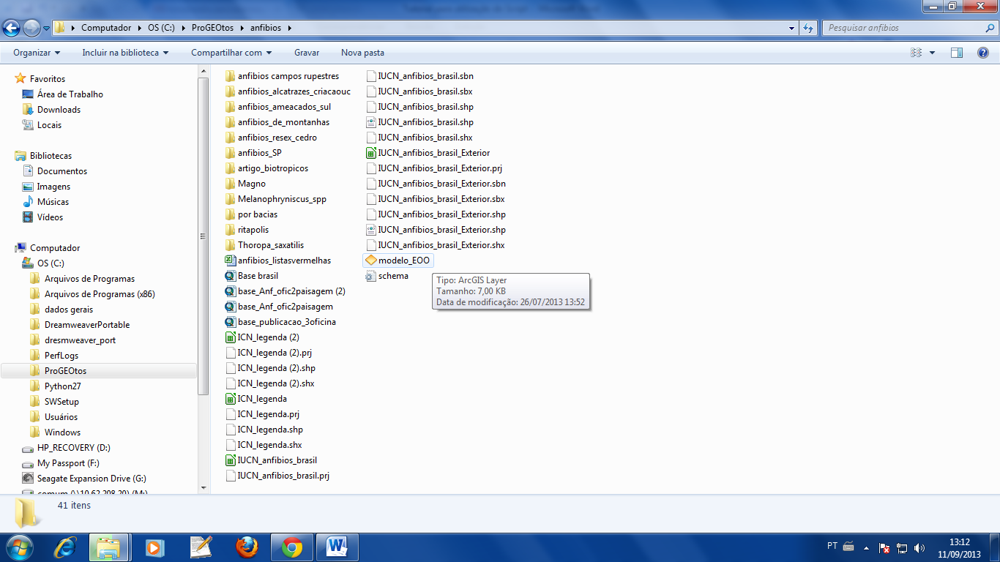 Computador OS (C:) ProGEOtos anfibios
Pesquisar anfibios
Organizar Incluir na biblioteca Compartilhar com Gravar Nova pasta
Favoritos
Área de Trabalho
Downloads
Locais
Bibliotecas
Documentos
Imagens
Músicas
Vídeos
Computador
OS (C:)
Arquivos de Programas
Arquivos de Programas (x86)
dados gerais
DreamweaverPortable
dresmweaver_port
PerfLogs
ProGEOtos
Python27
SWSetup
Usuários
Windows
HP_RECOVERY (D:)
My Passport (F:)
Seagate Expansion Drive (G:)
anfibios campos rupestres
anfibios_alcatrazes_criacaouc
anfibios_ameacados_sul
anfibios_de_montanhas
anfibios_resex_cedro
anfibios_SP
artigo_biotropicos
Magno
Melanophryniscus_spp
por bacias
ritapolis
Thoropa_saxatilis
anfibios_listasvermelhas
Base brasil
base_Anf_ofic2paisagem (2)
base_Anf_ofic2paisagem
base_publicacao_3oficina
ICN_legenda (2)
ICN_legenda (2).prj
ICN_legenda (2).shp
ICN_legenda (2).shx
ICN_legenda
ICN_legenda.prj
ICN_legenda.shp
ICN_legenda.shx
IUCN_anfibios_brasil
IUCN_anfibios_brasil.prj
IUCN_anfibios_brasil.sbn
IUCN_anfibios_brasil.sbx
IUCN_anfibios_brasil.shp
IUCN_anfibios_brasil.shp
IUCN_anfibios_brasil.shx
IUCN_anfibios_brasil_Exterior
IUCN_anfibios_brasil_Exterior.prj
IUCN_anfibios_brasil_Exterior.sbn
IUCN_anfibios_brasil_Exterior.sbx
IUCN_anfibios_brasil_Exterior.shp
IUCN_anfibios_brasil_Exterior.shp
IUCN_anfibios_brasil_Exterior.shx
modelo_EOO
schema
Tipo: ArcGIS Layer
Tamanho: 7,00 KB
Data de modificação: 26/07/2013 13:52
41 itens
PT
13:12
11/09/2013